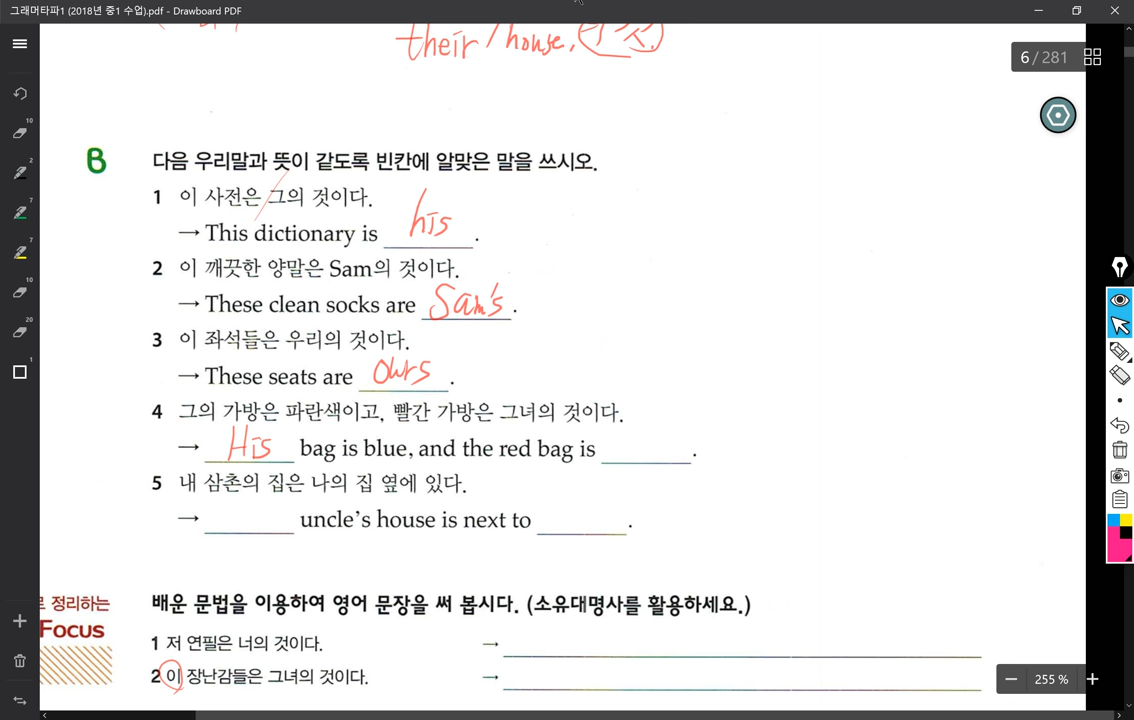 그래머타파1 (2018년 중1 수업).pdf - Drawboard PDF
their / house.
6 / 281
B 다음 우리말과 뜻이 같도록 빈칸에 알맞은 말을 쓰시오.
1 이 사전은 그의 것이다.
→ This dictionary is his .
2 이 깨끗한 양말은 Sam의 것이다.
→ These clean socks are Sam's .
3 이 좌석들은 우리의 것이다.
→ These seats are ours .
4 그의 가방은 파란색이고, 빨간 가방은 그녀의 것이다.
→ His bag is blue, and the red bag is ________.
5 내 삼촌의 집은 나의 집 옆에 있다.
→ ________ uncle's house is next to ________.
로 정리하는
Focus
배운 문법을 이용하여 영어 문장을 써 봅시다. (소유대명사를 활용하세요.)
1 저 연필은 너의 것이다. →
2 이 장난감들은 그녀의 것이다. →
10
2
7
7
10
20
1
255 %